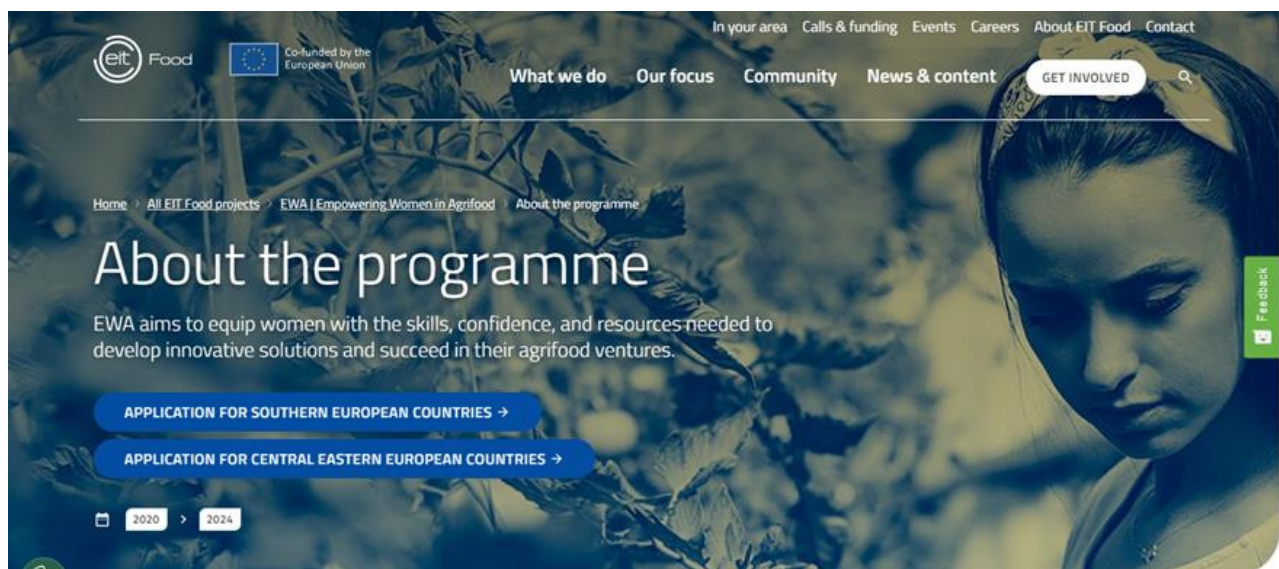 In your area Calls & funding Events Careers About EIT Food Contact
eit Food
Co-funded by the
European Union
What we do Our focus Community News & content GET INVOLVED
Home > All EIT Food projects > EWA | Empowering Women in Agrifood > About the programme
About the programme
EWA aims to equip women with the skills, confidence, and resources needed to
develop innovative solutions and succeed in their agrifood ventures.
APPLICATION FOR SOUTHERN EUROPEAN COUNTRIES →
APPLICATION FOR CENTRAL EASTERN EUROPEAN COUNTRIES →
2020 > 2024
Feedback